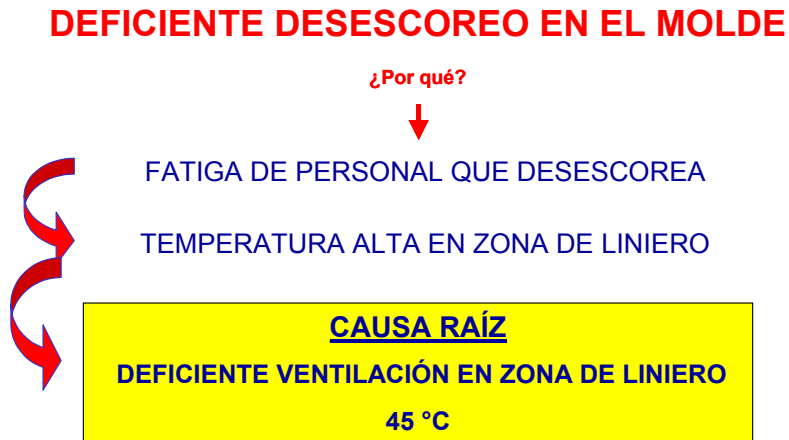 DEFICIENTE DESESCOREO EN EL MOLDE
¿Por qué?
FATIGA DE PERSONAL QUE DESESCOREA
TEMPERATURA ALTA EN ZONA DE LINIERO
CAUSA RAÍZ
DEFICIENTE VENTILACIÓN EN ZONA DE LINIERO
45 °C